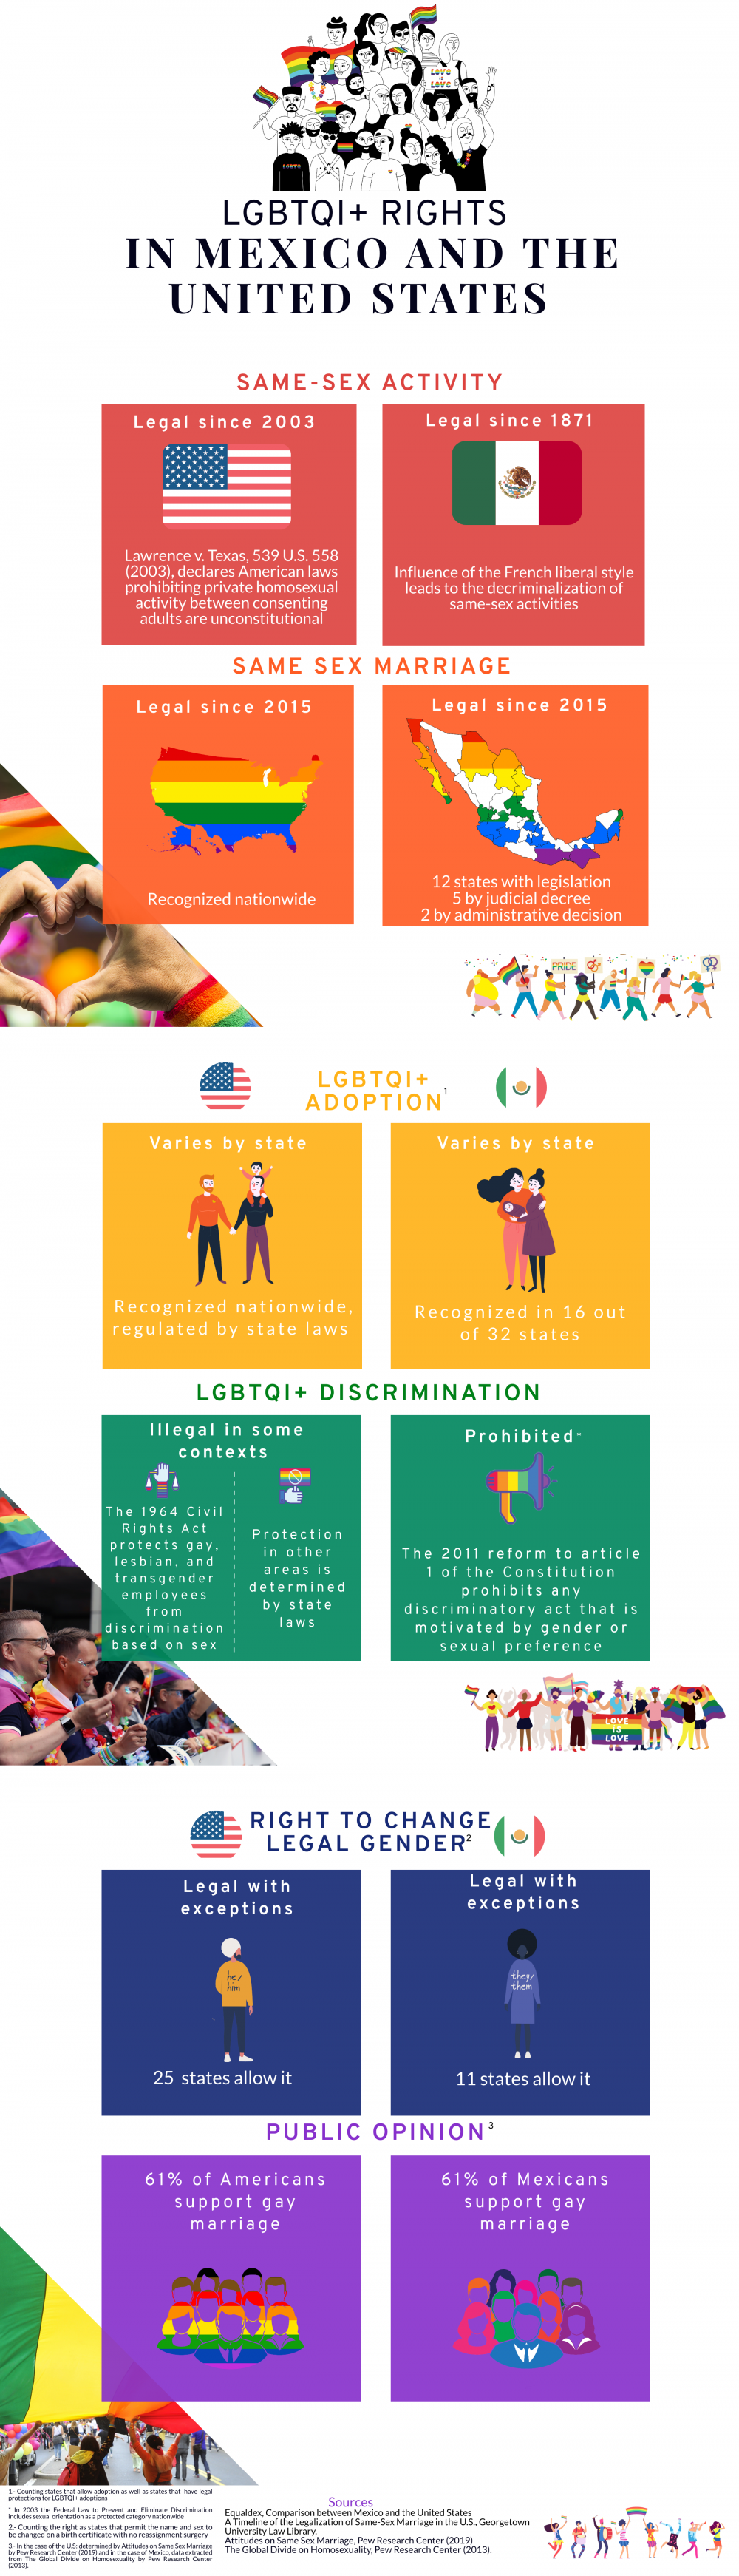 LOVE
IS
LOVE
LGBTQ
LGBTQI+ RIGHTS
IN MEXICO AND THE
UNITED STATES
SAME-SEX ACTIVITY
Legal since 2003
Lawrence v. Texas, 539 U.S. 558
(2003), declares American laws
prohibiting private homosexual
activity between consenting
adults are unconstitutional
Legal since 1871
Influence of the French liberal style
leads to the decriminalization of
same-sex activities
SAME SEX MARRIAGE
Legal since 2015
Recognized nationwide
Legal since 2015
12 states with legislation
5 by judicial decree
2 by administrative decision
PRIDE
LGBTQI+
ADOPTION 1
Varies by state
Recognized nationwide,
regulated by state laws
Varies by state
Recognized in 16 out
of 32 states
LGBTQI+ DISCRIMINATION
Illegal in some
contexts
The 1964 Civil
Rights Act
protects gay,
lesbian, and
transgender
employees
from
discrimination
based on sex
Protection
in other
areas is
determined
by state
laws
Prohibited*
The 2011 reform to article
1 of the Constitution
prohibits any
discriminatory act that is
motivated by gender or
sexual preference
LOVE
IS
LOVE
RIGHT TO CHANGE
LEGAL GENDER 2
Legal with
exceptions
he/
him
25 states allow it
Legal with
exceptions
they/
them
11 states allow it
PUBLIC OPINION 3
61% of Americans
support gay
marriage
61% of Mexicans
support gay
marriage
1.- Counting states that allow adoption as well as states that have legal
protections for LGBTQI+ adoptions
* In 2003 the Federal Law to Prevent and Eliminate Discrimination
includes sexual orientation as a protected category nationwide
2.- Counting the right as states that permit the name and sex to
be changed on a birth certificate with no reassignment surgery
3.- In the case of the U.S: determined by Attitudes on Same Sex Marriage
by Pew Research Center (2019) and in the case of Mexico, data extracted
from The Global Divide on Homosexuality by Pew Research Center
(2013).
Sources
Equaldex, Comparison between Mexico and the United States
A Timeline of the Legalization of Same-Sex Marriage in the U.S., Georgetown
University Law Library.
Attitudes on Same Sex Marriage, Pew Research Center (2019)
The Global Divide on Homosexuality, Pew Research Center (2013).